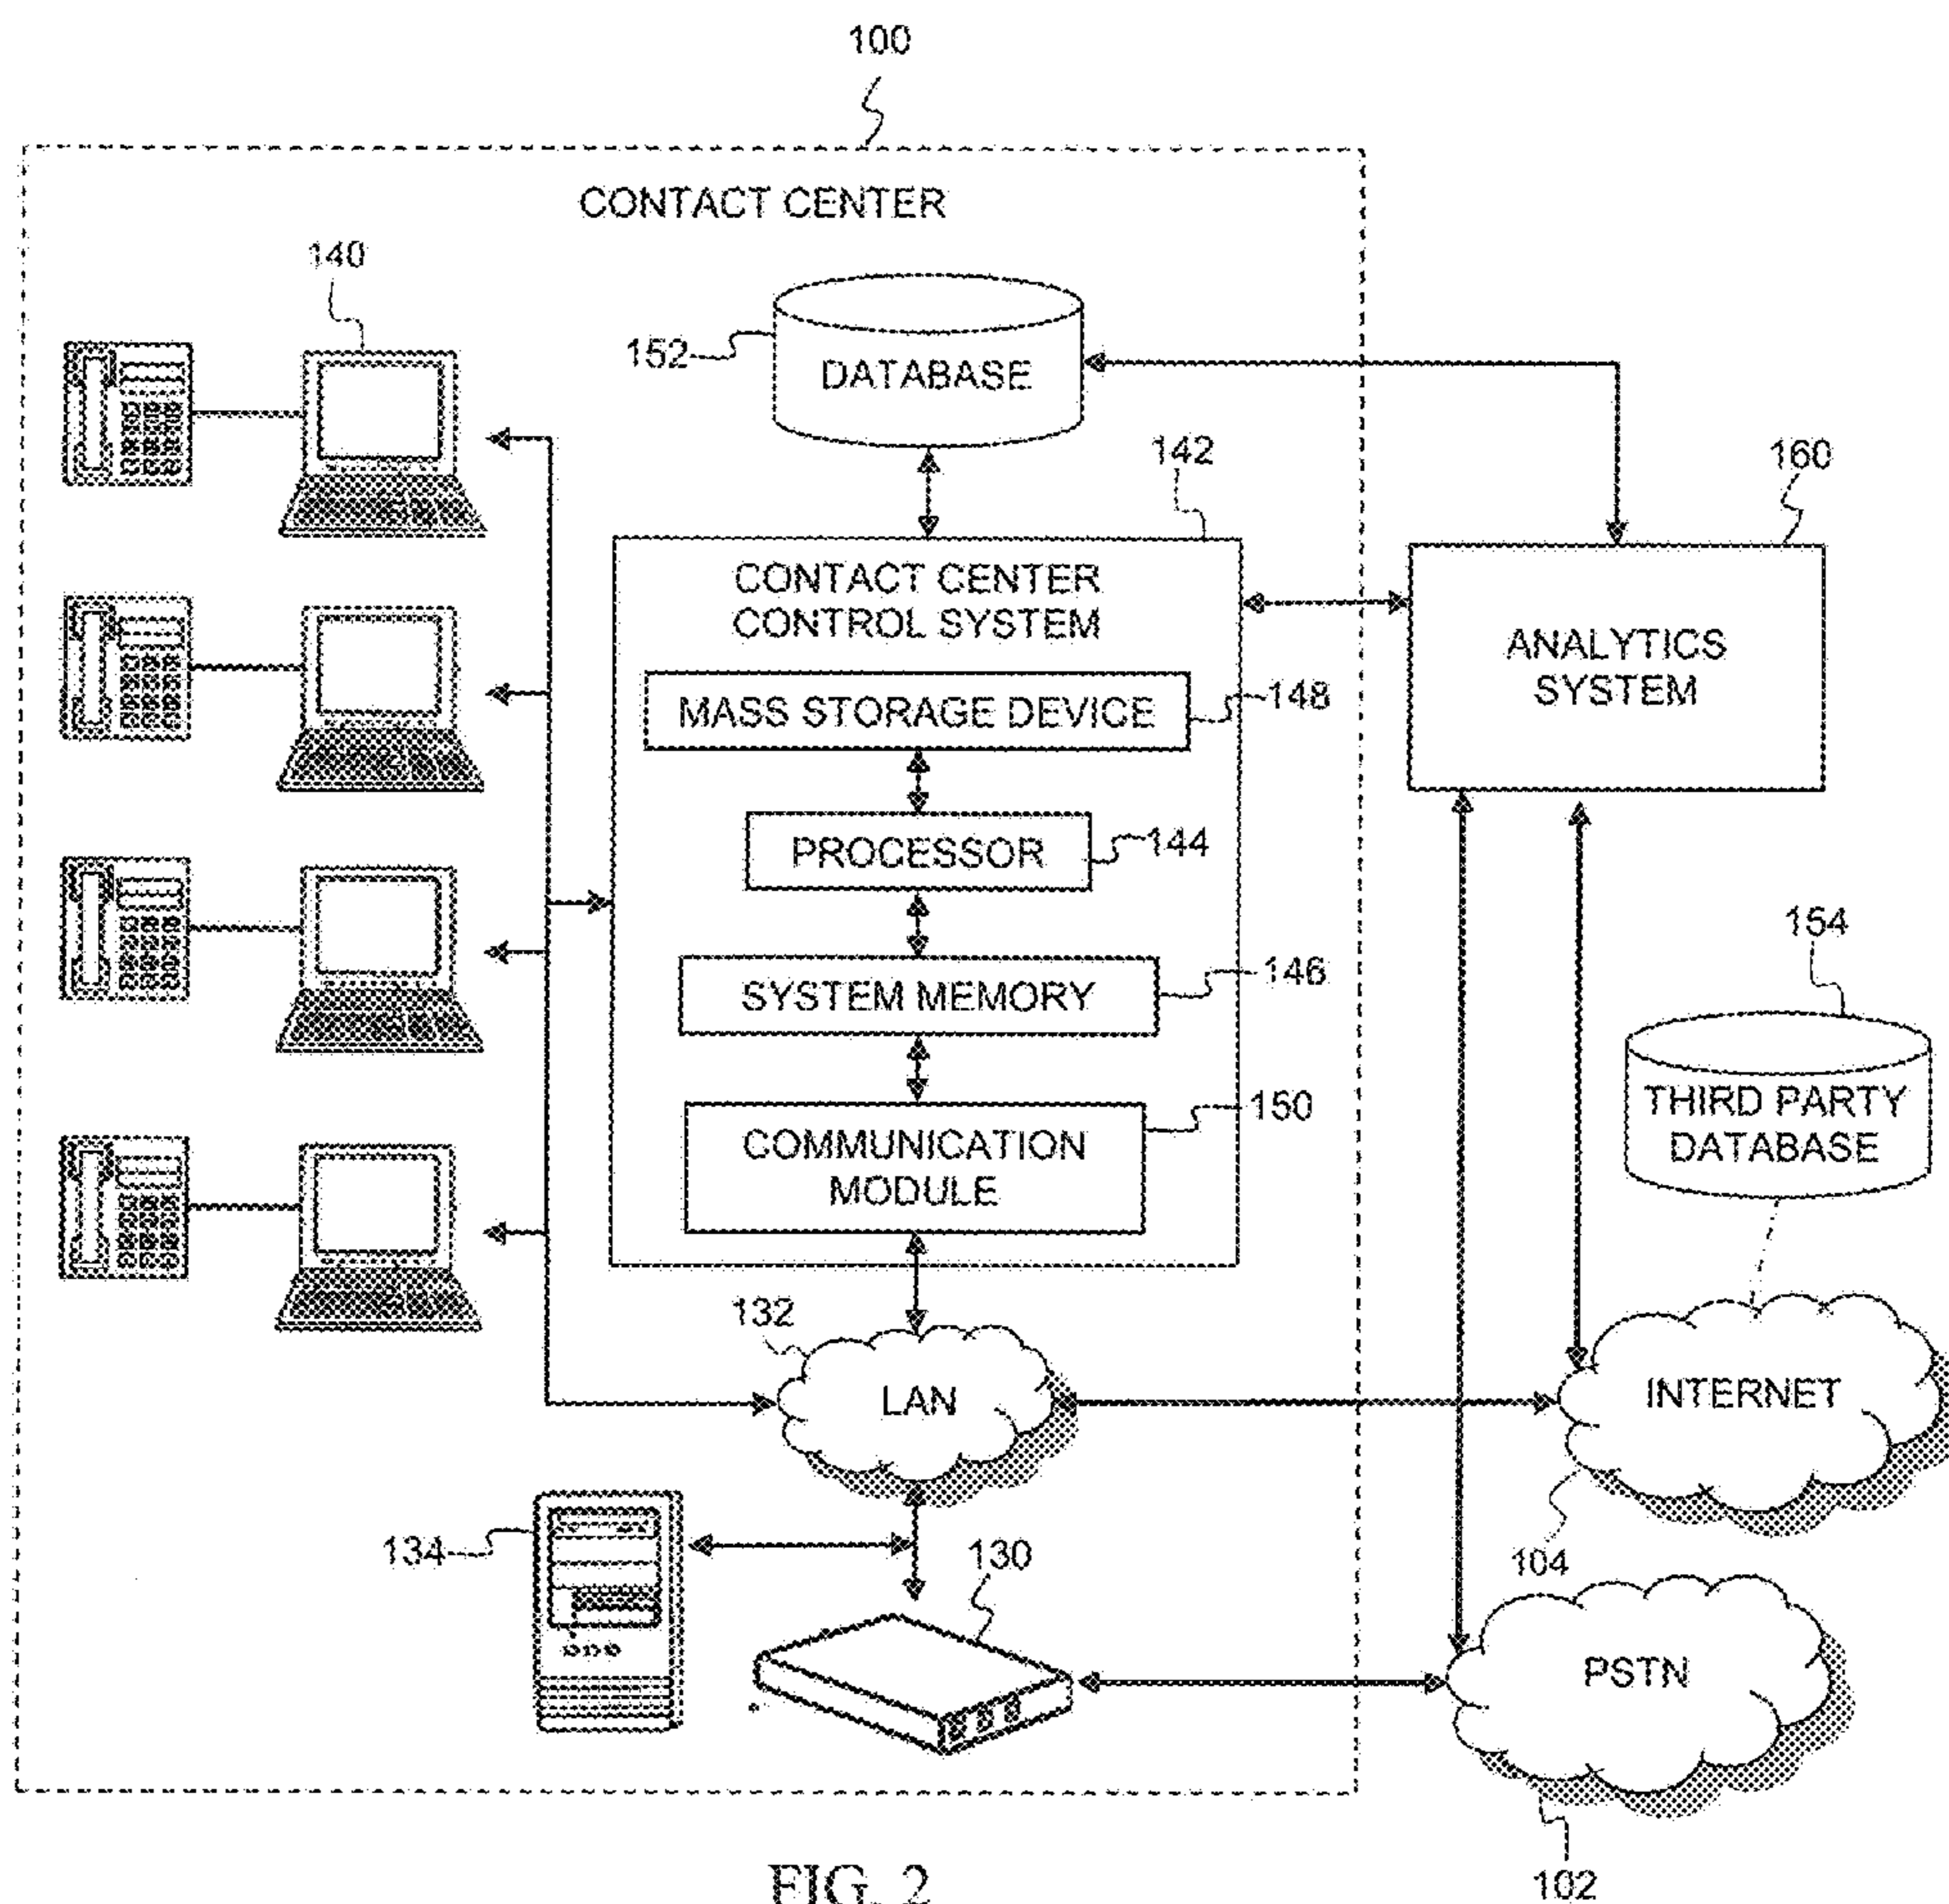 100
CONTACT CENTER
140
152
DATABASE
142
160
CONTACT CENTER
CONTROL SYSTEM
ANALYTICS
SYSTEM
MASS STORAGE DEVICE
148
PROCESSOR
144
154
SYSTEM MEMORY
146
THIRD PARTY
DATABASE
COMMUNICATION
MODULE
150
132
LAN
INTERNET
134
130
104
PSTN
102
FIG. 2